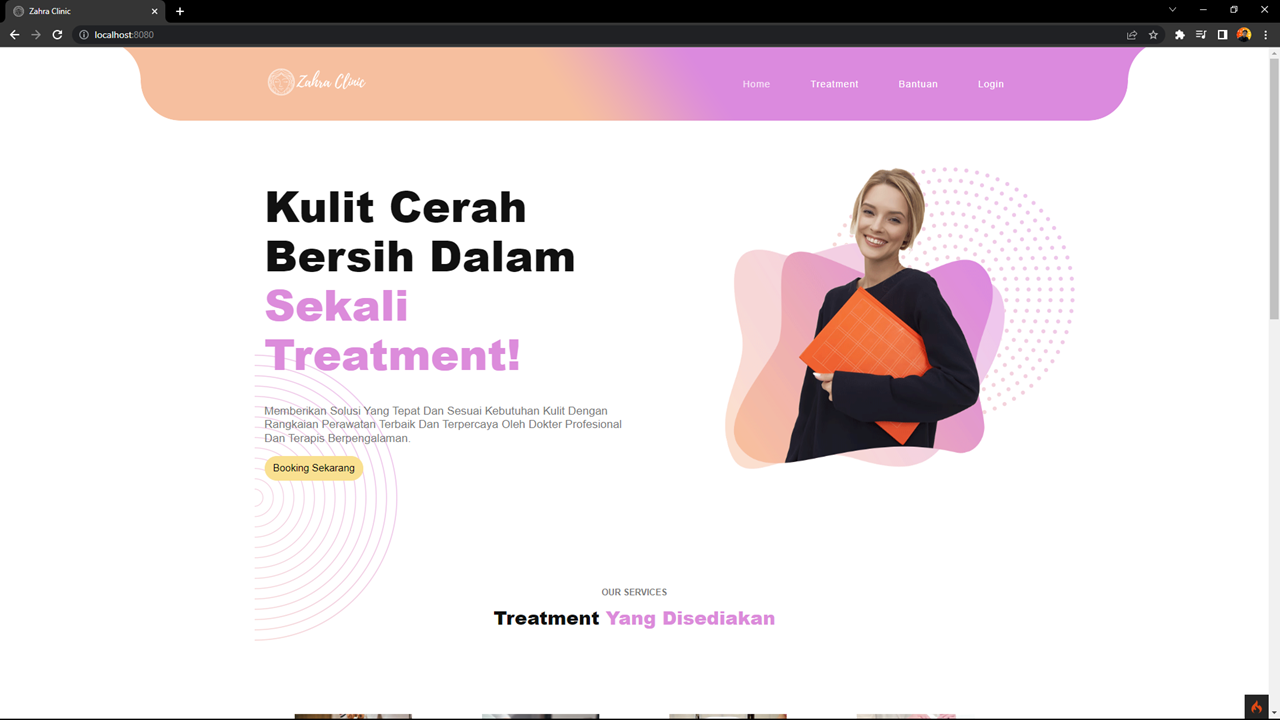 Zahra Clinic
localhost:8080
Zahra Clinic
Home
Treatment
Bantuan
Login
Kulit Cerah
Bersih Dalam
Sekali
Treatment!
Memberikan Solusi Yang Tepat Dan Sesuai Kebutuhan Kulit Dengan
Rangkaian Perawatan Terbaik Dan Terpercaya Oleh Dokter Profesional
Dan Terapis Berpengalaman.
Booking Sekarang
OUR SERVICES
Treatment Yang Disediakan